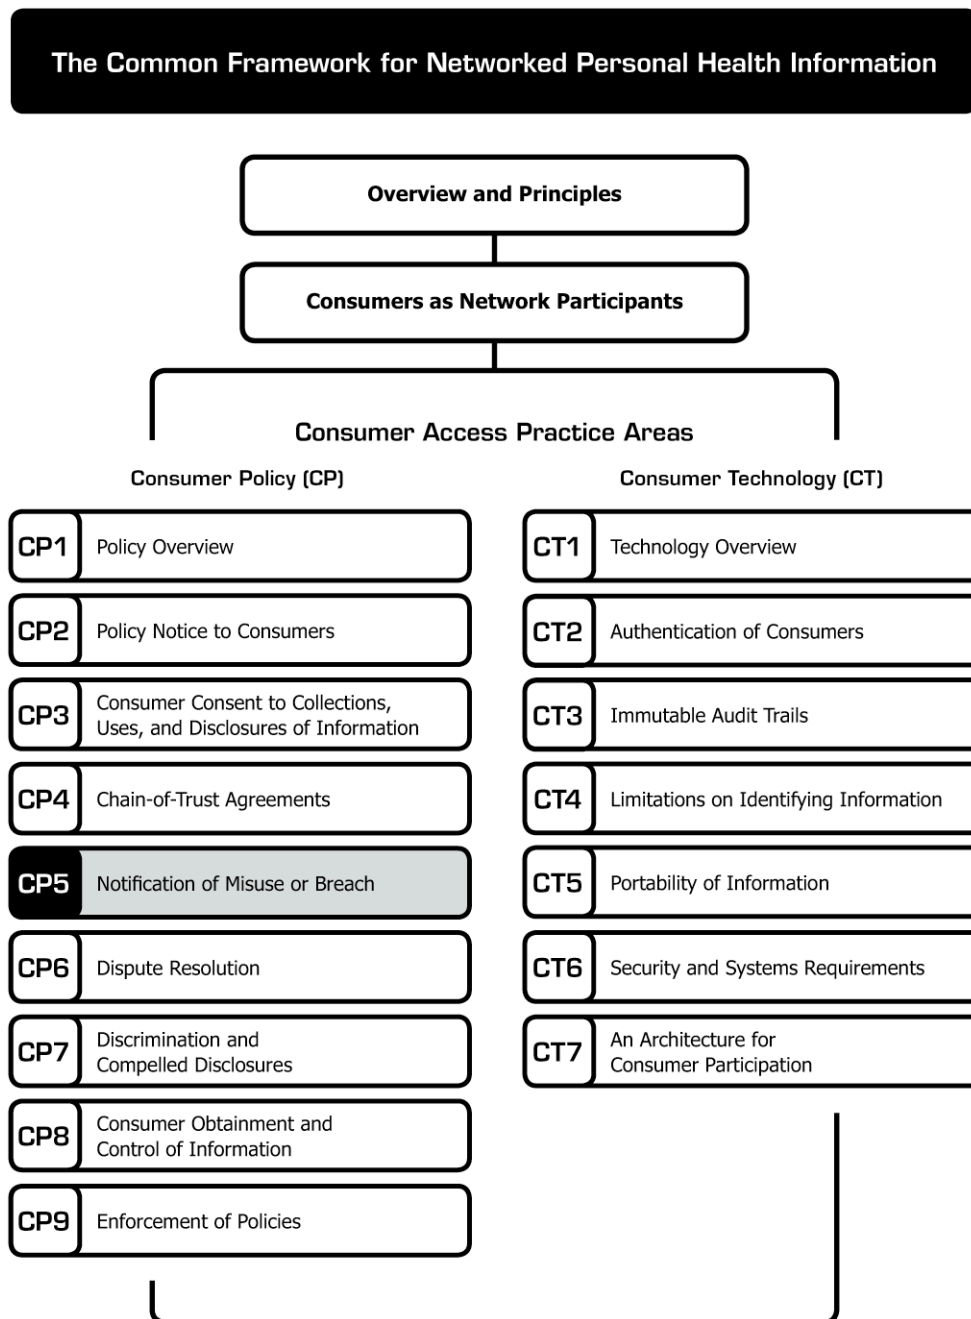 The Common Framework for Networked Personal Health Information
Overview and Principles
Consumers as Network Participants
Consumer Access Practice Areas
Consumer Policy (CP)
CP1 Policy Overview
CP2 Policy Notice to Consumers
CP3 Consumer Consent to Collections,
Uses, and Disclosures of Information
CP4 Chain-of-Trust Agreements
CP5 Notification of Misuse or Breach
CP6 Dispute Resolution
CP7 Discrimination and
Compelled Disclosures
CP8 Consumer Obtainment and
Control of Information
CP9 Enforcement of Policies
Consumer Technology (CT)
CT1 Technology Overview
CT2 Authentication of Consumers
CT3 Immutable Audit Trails
CT4 Limitations on Identifying Information
CT5 Portability of Information
CT6 Security and Systems Requirements
CT7 An Architecture for
Consumer Participation